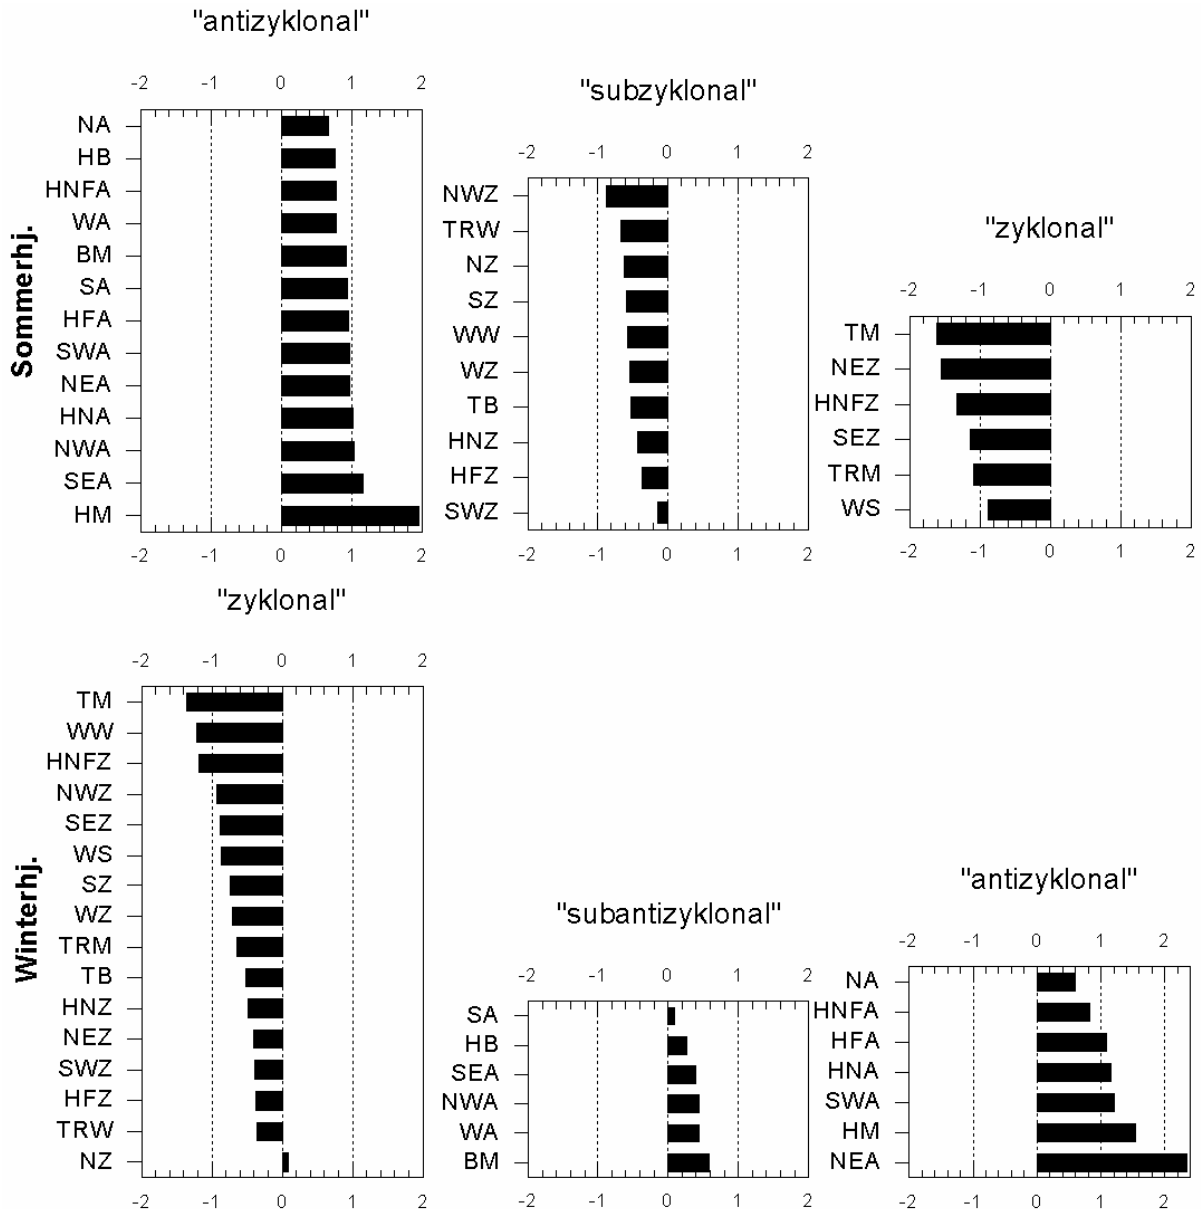 "antizyklonal"
-2 -1 0 1 2
NA
HB
HNFA
WA
BM
SA
HFA
SWA
NEA
HNA
NWA
SEA
HM
-2 -1 0 1 2
"subzyklonal"
-2 -1 0 1 2
NWZ
TRW
NZ
SZ
WW
WZ
TB
HNZ
HFZ
SWZ
-2 -1 0 1 2
"zyklonal"
-2 -1 0 1 2
TM
NEZ
HNFZ
SEZ
TRM
WS
-2 -1 0 1 2
Sommerhj.
"zyklonal"
-2 -1 0 1 2
TM
WW
HNFZ
NWZ
SEZ
WS
SZ
WZ
TRM
TB
HNZ
NEZ
SWZ
HFZ
TRW
NZ
-2 -1 0 1 2
"subantizyklonal"
-2 -1 0 1 2
SA
HB
SEA
NWA
WA
BM
-2 -1 0 1 2
"antizyklonal"
-2 -1 0 1 2
NA
HNFA
HFA
HNA
SWA
HM
NEA
-2 -1 0 1 2
Winterhj.